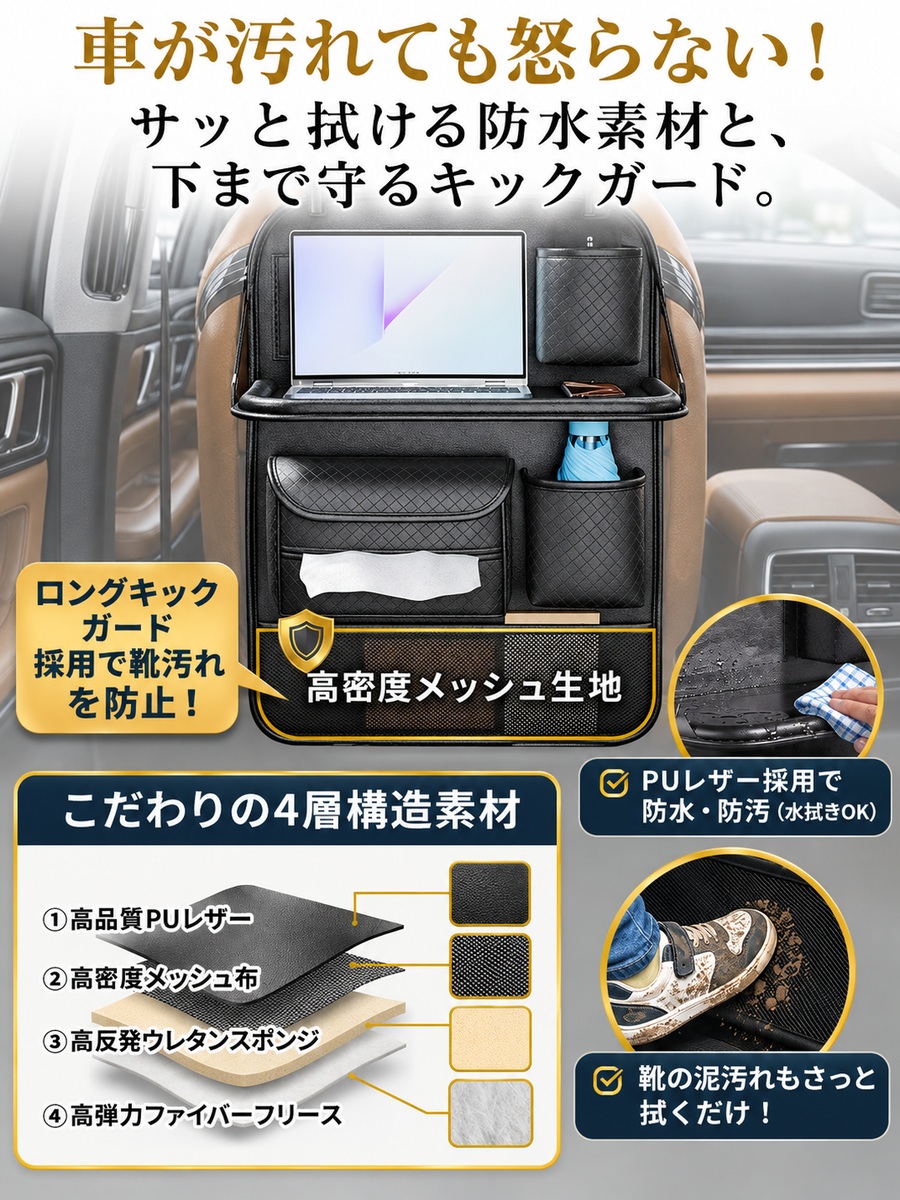 車が汚れても怒らない！
サッと拭ける防水素材と、
下まで守るキックガード。
ロングキック
ガード
採用で靴汚れ
を防止！
高密度メッシュ生地
PUレザー採用で
防水・防汚（水拭きOK）
こだわりの4層構造素材
①高品質PUレザー
②高密度メッシュ布
③高反発ウレタンスポンジ
④高弾力ファイバーフリース
靴の泥汚れもさっと
拭くだけ！